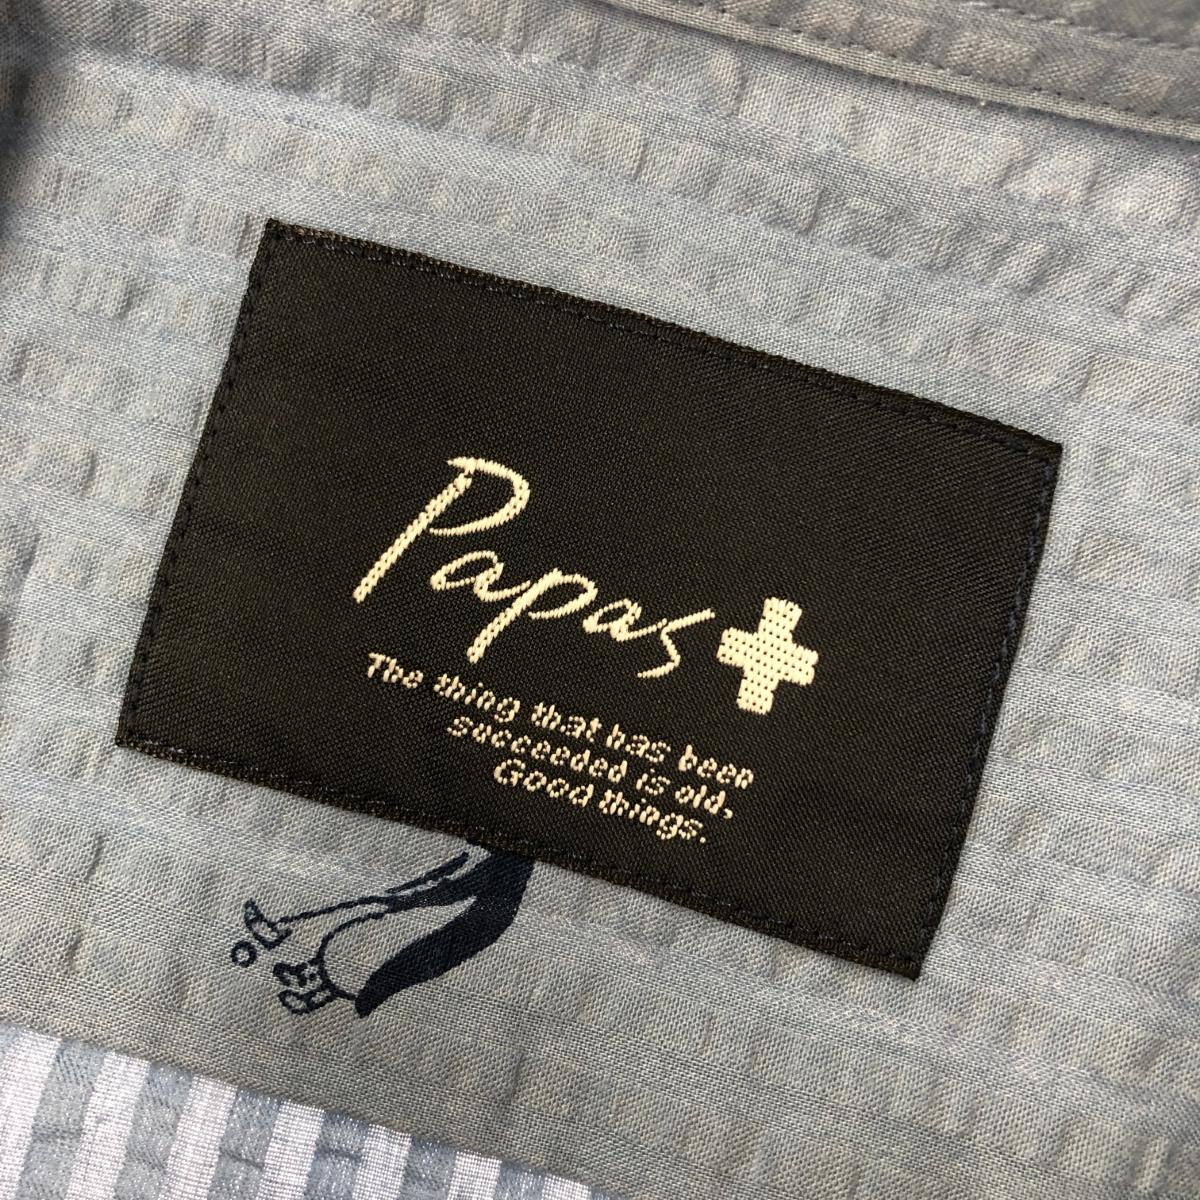 Papas+
The thing that has been
succeeded is old,
Good things.